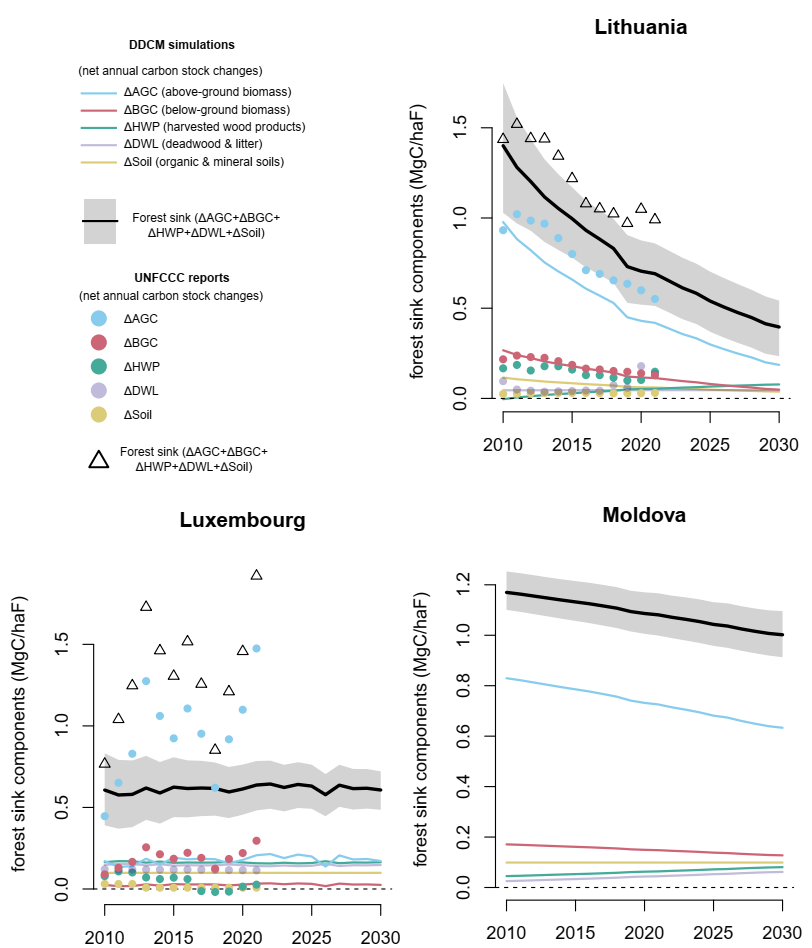 DDCM simulations
(net annual carbon stock changes)
ΔAGC (above-ground biomass)
ΔBGC (below-ground biomass)
ΔHWP (harvested wood products)
ΔDWL (deadwood & litter)
ΔSoil (organic & mineral soils)
Forest sink (ΔAGC+ΔBGC+
ΔHWP+ΔDWL+ΔSoil)
UNFCCC reports
(net annual carbon stock changes)
ΔAGC
ΔBGC
ΔHWP
ΔDWL
ΔSoil
Forest sink (ΔAGC+ΔBGC+
ΔHWP+ΔDWL+ΔSoil)
Lithuania
forest sink components (MgC/haF)
1.5
1.0
0.5
0.0
2010 2015 2020 2025 2030
Luxembourg
forest sink components (MgC/haF)
1.5
1.0
0.5
0.0
2010 2015 2020 2025 2030
Moldova
forest sink components (MgC/haF)
1.2
1.0
0.8
0.6
0.4
0.2
0.0
2010 2015 2020 2025 2030